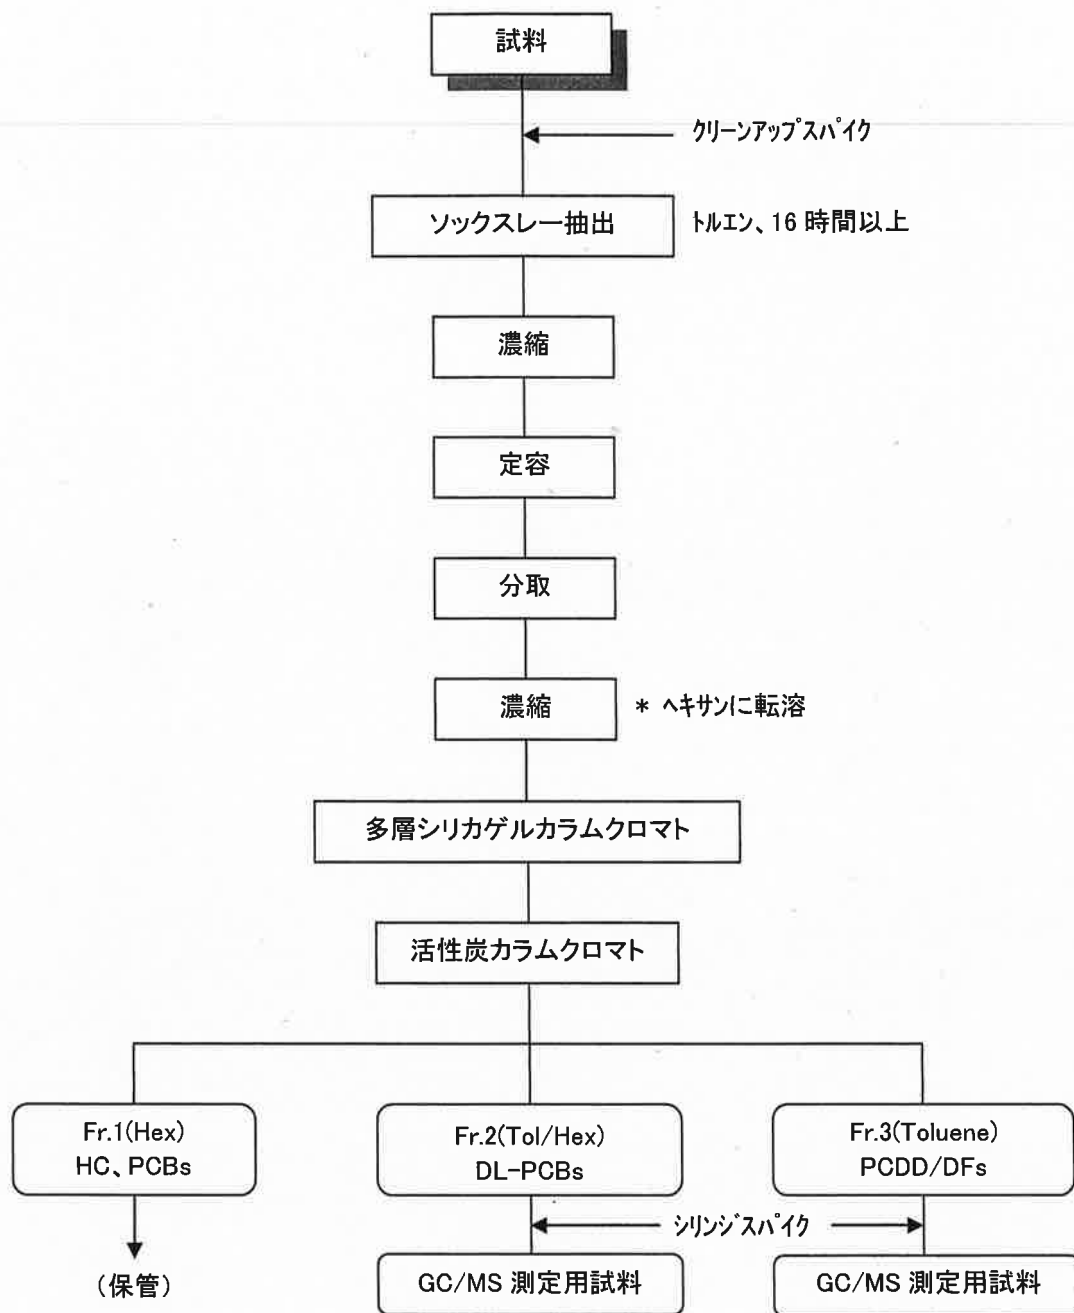 試料
クリーンアップスパイク
ソックスレー抽出
トルエン、16 時間以上
濃縮
定容
分取
濃縮
* ヘキサンに転溶
多層シリカゲルカラムクロマト
活性炭カラムクロマト
Fr.1(Hex)
HC、PCBs
Fr.2(Tol/Hex)
DL-PCBs
Fr.3(Toluene)
PCDD/DFs
シリンジスパイク
(保管)
GC/MS 測定用試料
GC/MS 測定用試料